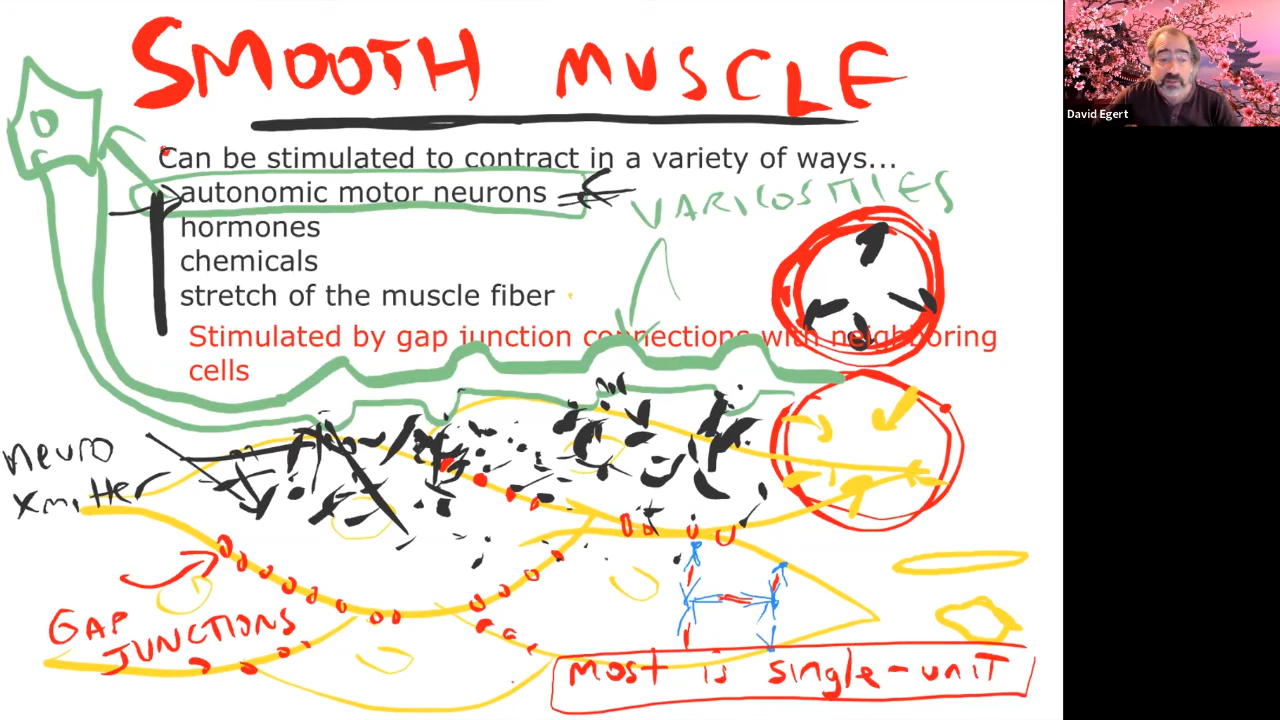 SMOOTH MUSCLE
David Egert
Can be stimulated to contract in a variety of ways...
autonomic motor neurons
VARICOSITIES
hormones
chemicals
stretch of the muscle fiber
Stimulated by gap junction connections with neighboring
cells
neuro
xmitter
GAP
JUNCTIONS
most is single-unit